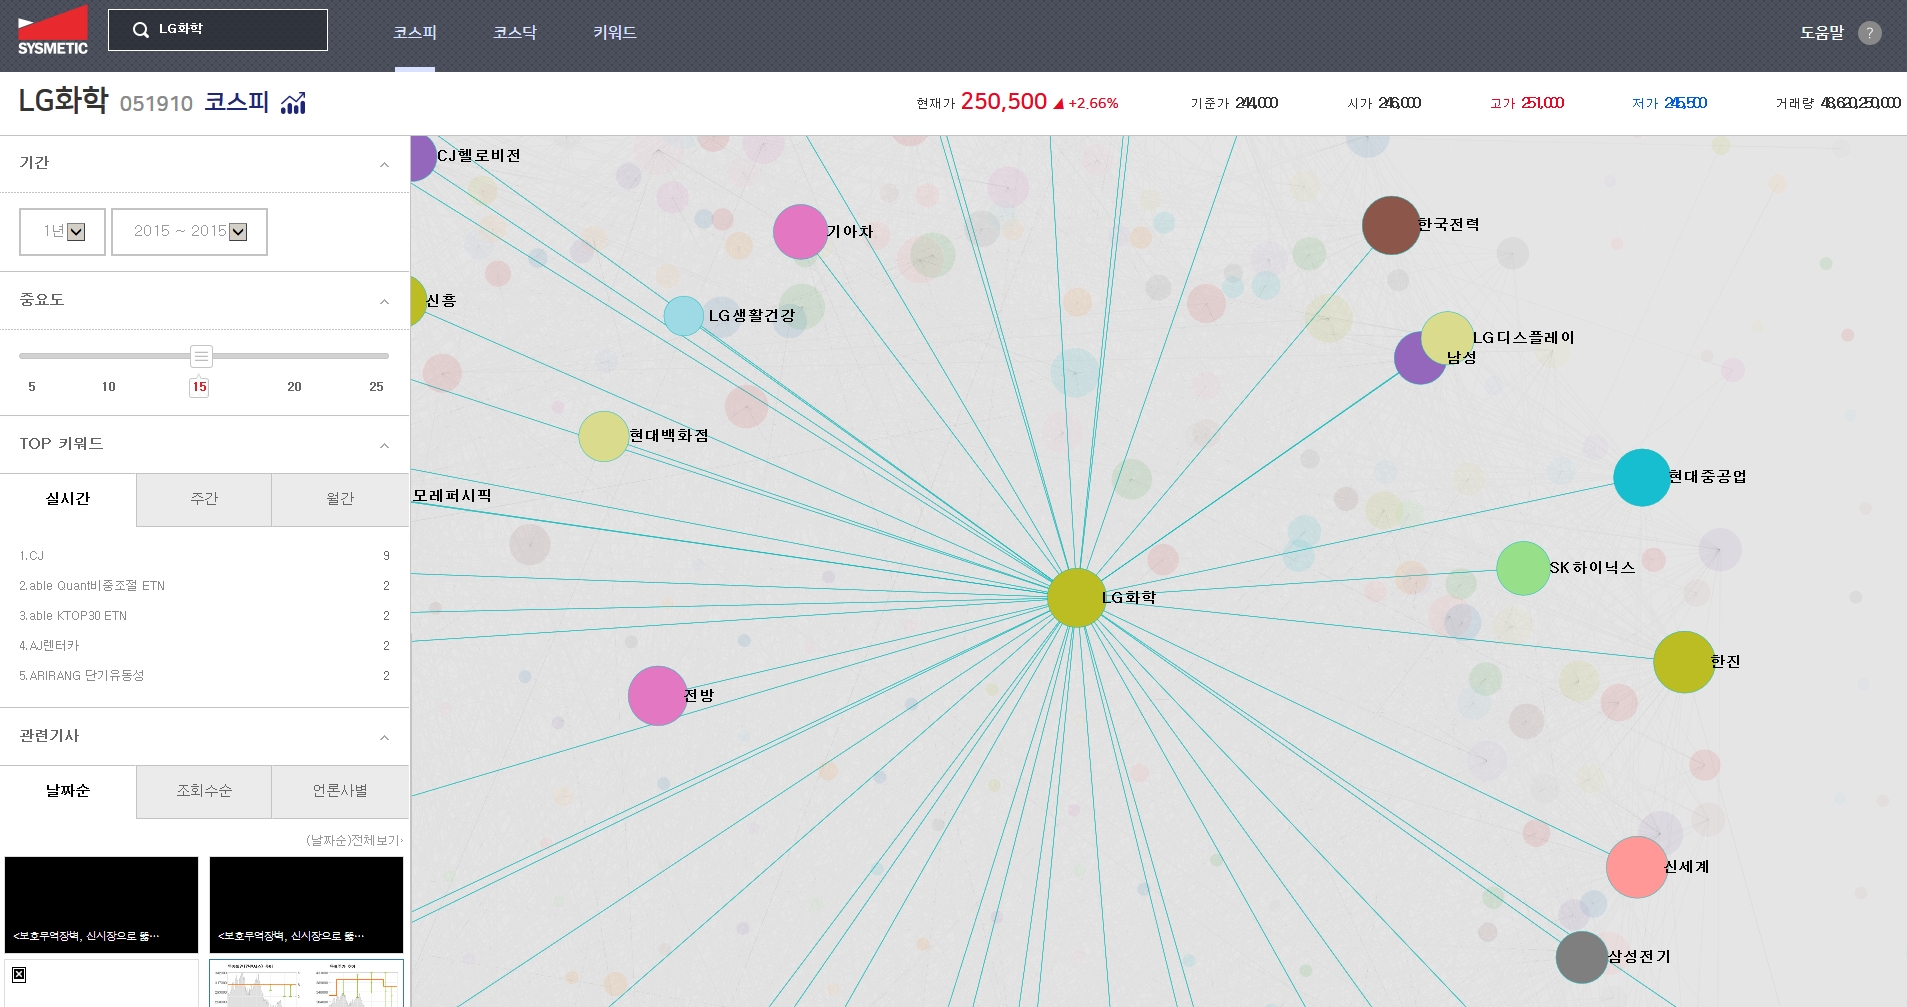 SYSMETIC
LG화학
코스피
코스닥
키워드
도움말 ?
LG화학 051910 코스피
현재가 250,500 ▲ +2.66%
기준가 244,000
시가 246,000
고가 251,000
저가 245,500
거래량 48,620,250,000
기간
1년
2015 ~ 2015
중요도
5 10 15 20 25
TOP 키워드
실시간 주간 월간
1.CJ 9
2.able Quant비중조절 ETN 2
3.able KTOP30 ETN 2
4.AJ렌터카 2
5.ARIRANG 단기유동성 2
관련기사
날짜순 조회수순 언론사별
(날짜순)전체보기›
<보호무역장벽, 신시장으로 뚫…
<보호무역장벽, 신시장으로 뚫…
CJ헬로비전
기아차
한국전력
신흥
LG생활건강
LG디스플레이
남성
현대백화점
현대중공업
모레퍼시픽
SK하이닉스
LG화학
한진
전방
신세계
삼성전기